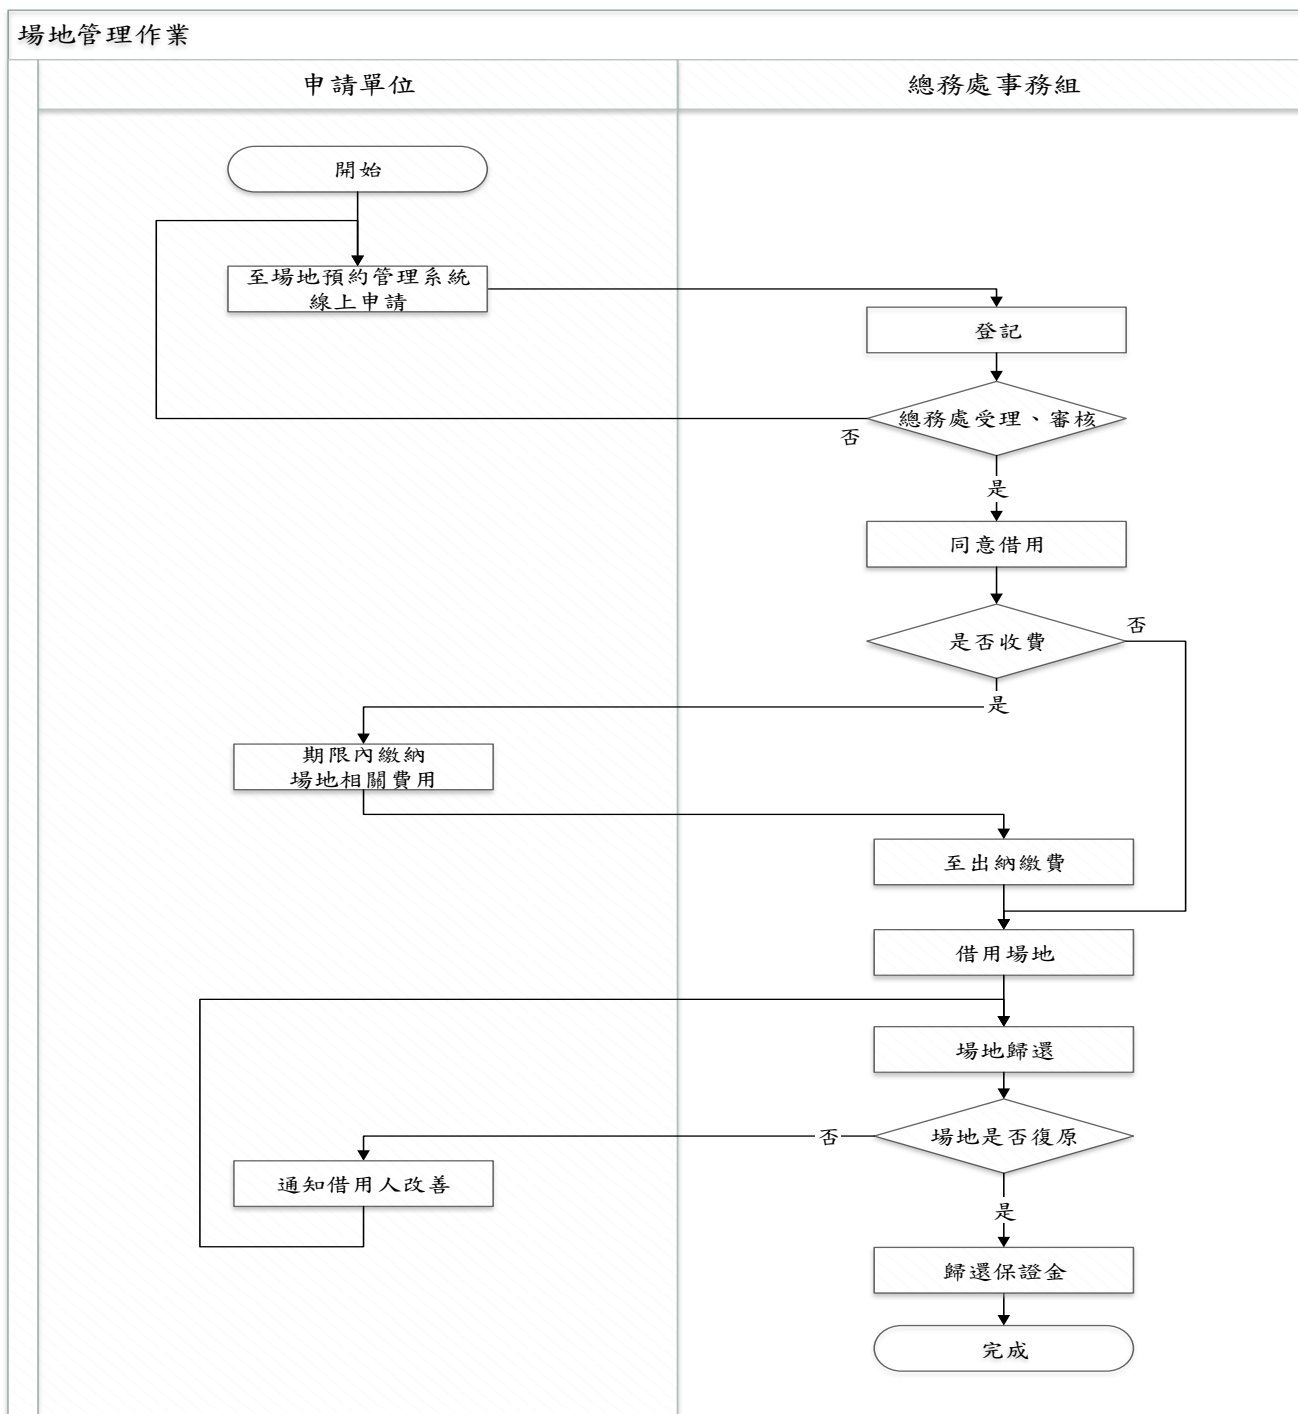 場地管理作業
申請單位
總務處事務組
開始
至場地預約管理系統
線上申請
登記
總務處受理、審核
否
是
同意借用
是否收費
否
是
期限內繳納
場地相關費用
至出納繳費
借用場地
場地歸還
場地是否復原
否
通知借用人改善
是
歸還保證金
完成